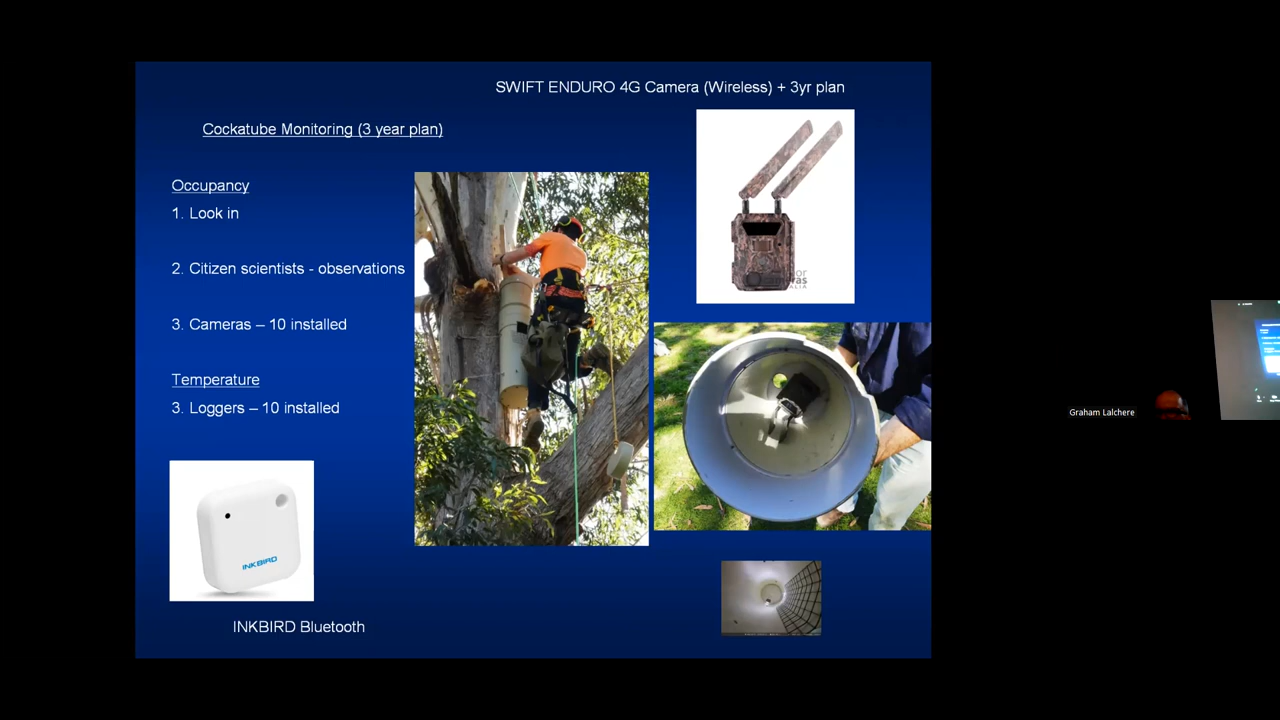 SWIFT ENDURO 4G Camera (Wireless) + 3yr plan
Cockatube Monitoring (3 year plan)
Occupancy
1. Look in
2. Citizen scientists - observations
3. Cameras – 10 installed
Temperature
3. Loggers – 10 installed
INKBIRD
INKBIRD Bluetooth
Graham Lalchere